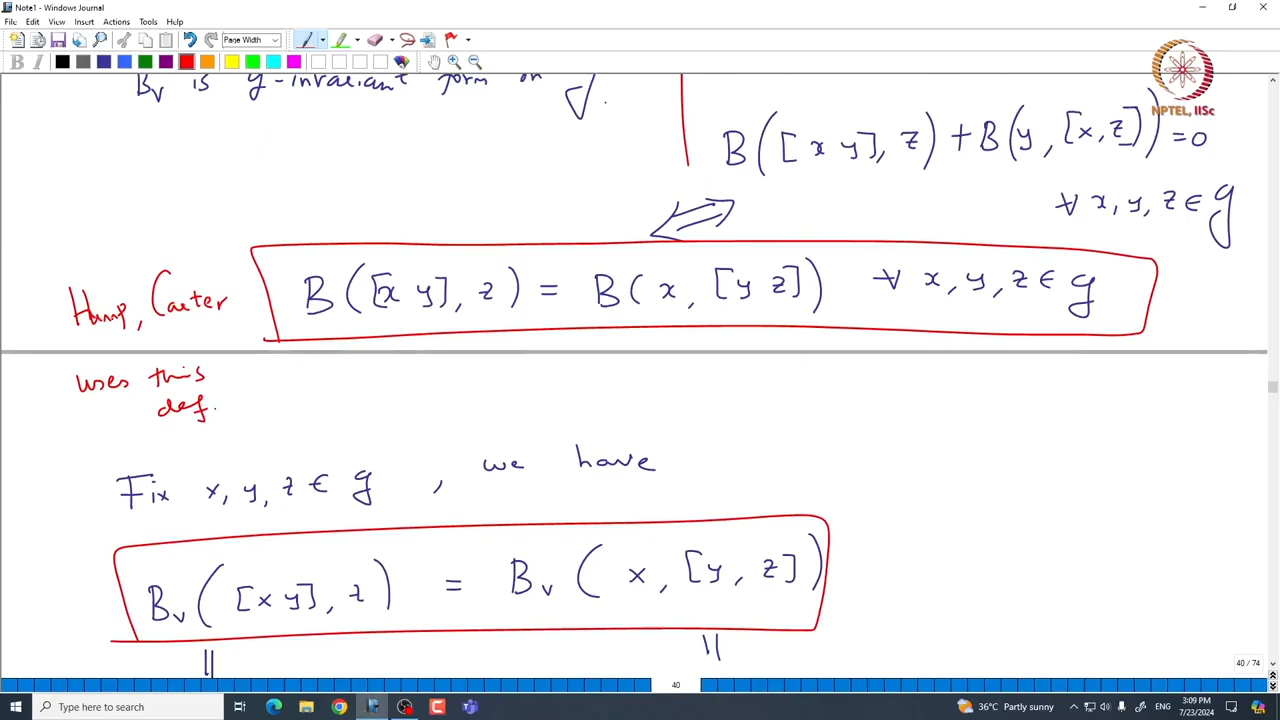 Note1 - Windows Journal
File Edit View Insert Actions Tools Help
Page Width
NPTEL, IISc
B_V is g-invariant form on V.
B([x y], z) + B(y, [x, z]) = 0
∀ x, y, z ∈ g
⟺
Hump, Carter
B([x y], z) = B(x, [y z]) ∀ x, y, z ∈ g
uses this
def.
Fix x, y, z ∈ g, we have
B_V([x y], z) = B_V(x, [y, z])
|| ||
40 / 74
40
Type here to search
36°C Partly sunny
ENG
3:09 PM
7/23/2024